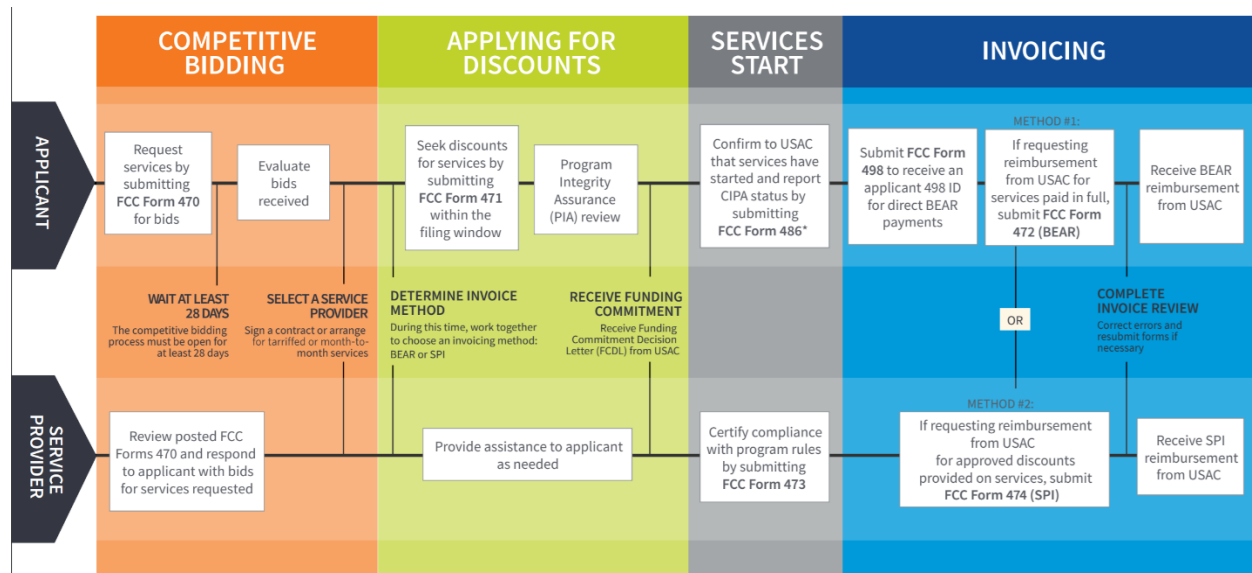 COMPETITIVE
BIDDING
APPLYING FOR
DISCOUNTS
SERVICES
START
INVOICING
APPLICANT
Request
services by
submitting
FCC Form 470
for bids
Evaluate
bids
received
Seek discounts
for services by
submitting
FCC Form 471
within the
filing window
Program
Integrity
Assurance
(PIA) review
Confirm to USAC
that services have
started and report
CIPA status by
submitting
FCC Form 486*
Submit FCC Form
498 to receive an
applicant 498 ID
for direct BEAR
payments
METHOD #1:
If requesting
reimbursement
from USAC for
services paid in full,
submit FCC Form
472 (BEAR)
Receive BEAR
reimbursement
from USAC
WAIT AT LEAST
28 DAYS
The competitive bidding
process must be open for
at least 28 days
SELECT A SERVICE
PROVIDER
Sign a contract or arrange
for tarriffed or month-to-
month services
DETERMINE INVOICE
METHOD
During this time, work together
to choose an invoicing method:
BEAR or SPI
RECEIVE FUNDING
COMMITMENT
Receive Funding
Commitment Decision
Letter (FCDL) from USAC
OR
COMPLETE
INVOICE REVIEW
Correct errors and
resubmit forms if
necessary
SERVICE
PROVIDER
Review posted FCC
Forms 470 and respond
to applicant with bids
for services requested
Provide assistance to applicant
as needed
Certify compliance
with program rules
by submitting
FCC Form 473
METHOD #2:
If requesting reimbursement
from USAC
for approved discounts
provided on services, submit
FCC Form 474 (SPI)
Receive SPI
reimbursement
from USAC